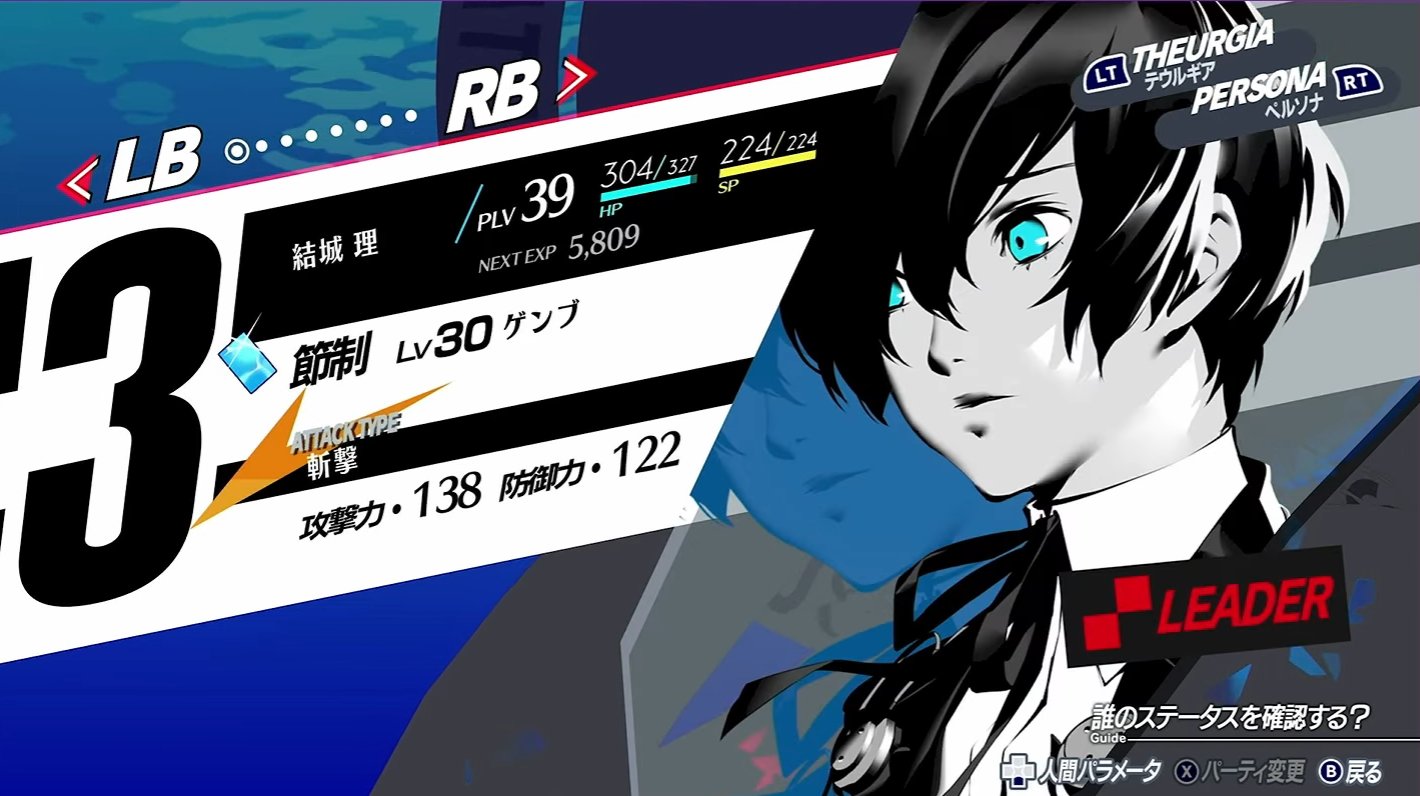 LT THEURGIA
テウルギア
PERSONA RT
ペルソナ
LB
RB
結城 理
PLV 39
304/327
HP
224/224
SP
NEXT EXP 5,809
節制 Lv30 ゲンブ
ATTACK TYPE
斬撃
攻撃力・138 防御力・122
LEADER
誰のステータスを確認する?
Guide
人間パラメータ X パーティ変更 B 戻る